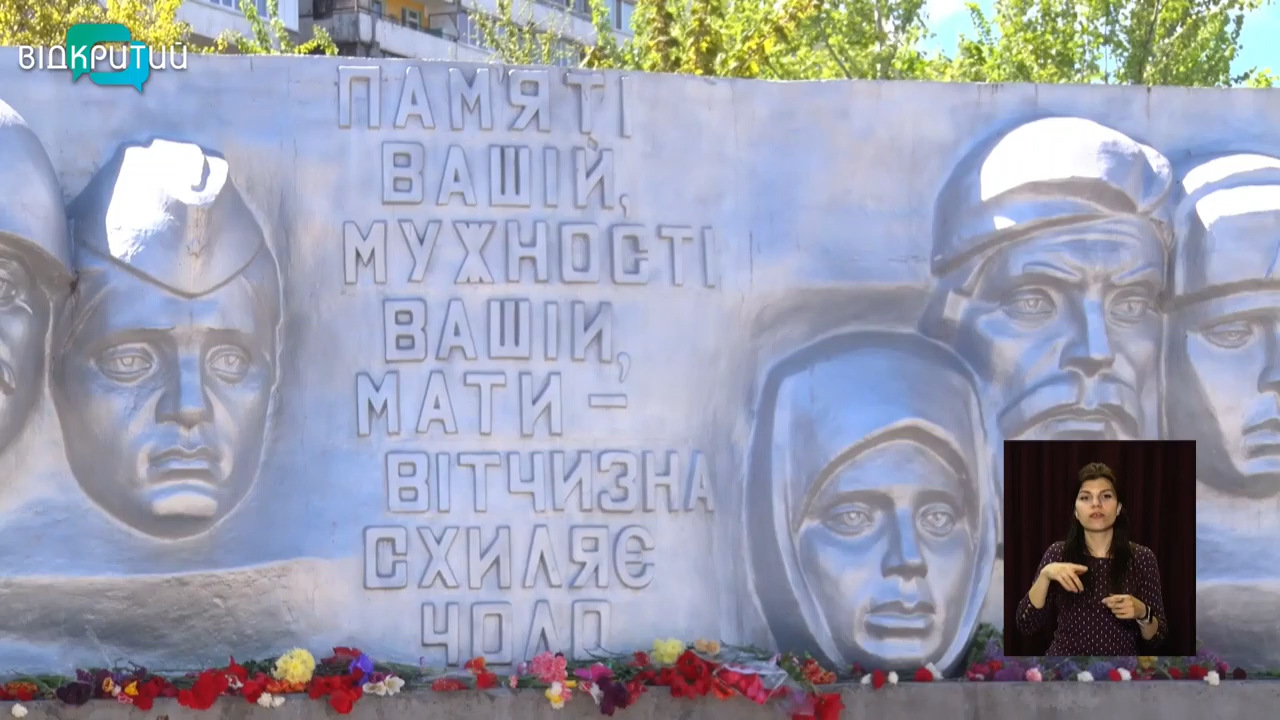 ВІДКРИТИЙ
ПАМ'ЯТІ
ВАШІЙ,
МУЖНОСТІ
ВАШІЙ,
МАТИ –
ВІТЧИЗНА
СХИЛЯЄ
ЧОЛО